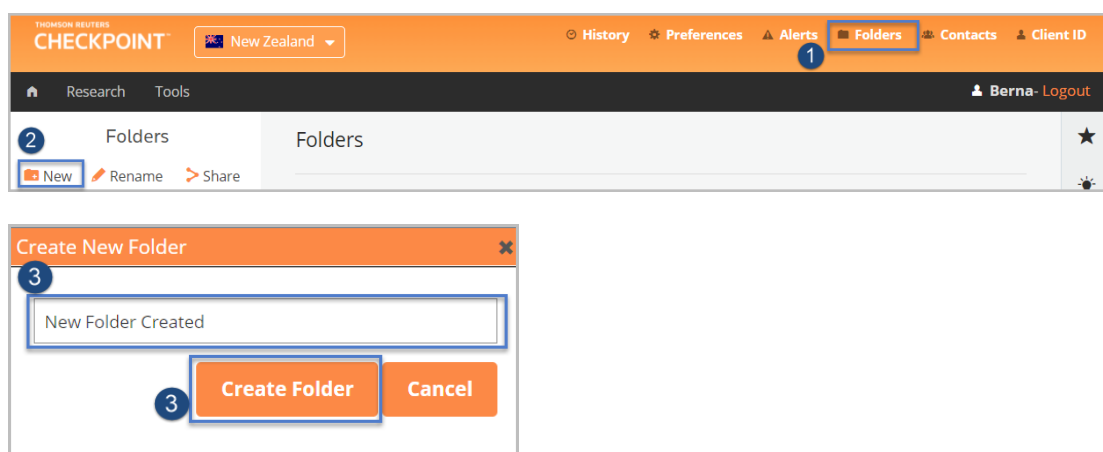 THOMSON REUTERS
CHECKPOINT™
New Zealand
History Preferences Alerts Folders Contacts Client ID
1
Research Tools
Berna- Logout
2
Folders
Folders
New Rename Share
Create New Folder
3
New Folder Created
3
Create Folder Cancel